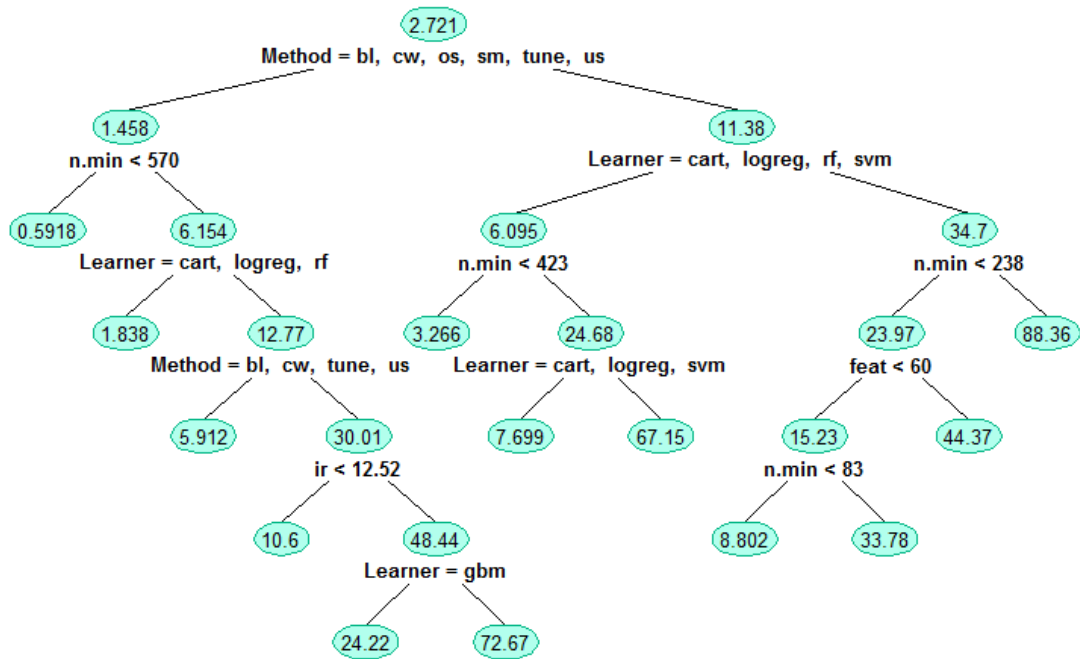 2.721
Method = bl, cw, os, sm, tune, us
1.458 11.38
n.min < 570 Learner = cart, logreg, rf, svm
0.5918 6.154 6.095 34.7
Learner = cart, logreg, rf n.min < 423 n.min < 238
1.838 12.77 3.266 24.68 23.97 88.36
Method = bl, cw, tune, us Learner = cart, logreg, svm feat < 60
5.912 30.01 7.699 67.15 15.23 44.37
ir < 12.52 n.min < 83
10.6 48.44 8.802 33.78
Learner = gbm
24.22 72.67